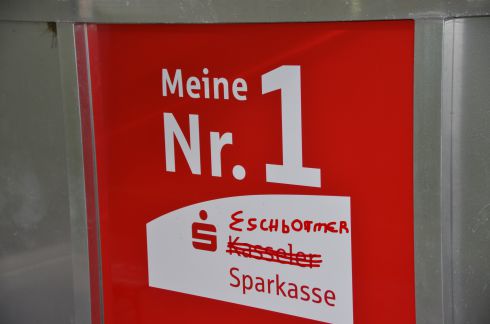 Meine
Nr. 1
ESCHBORNER
Kasseler
Sparkasse